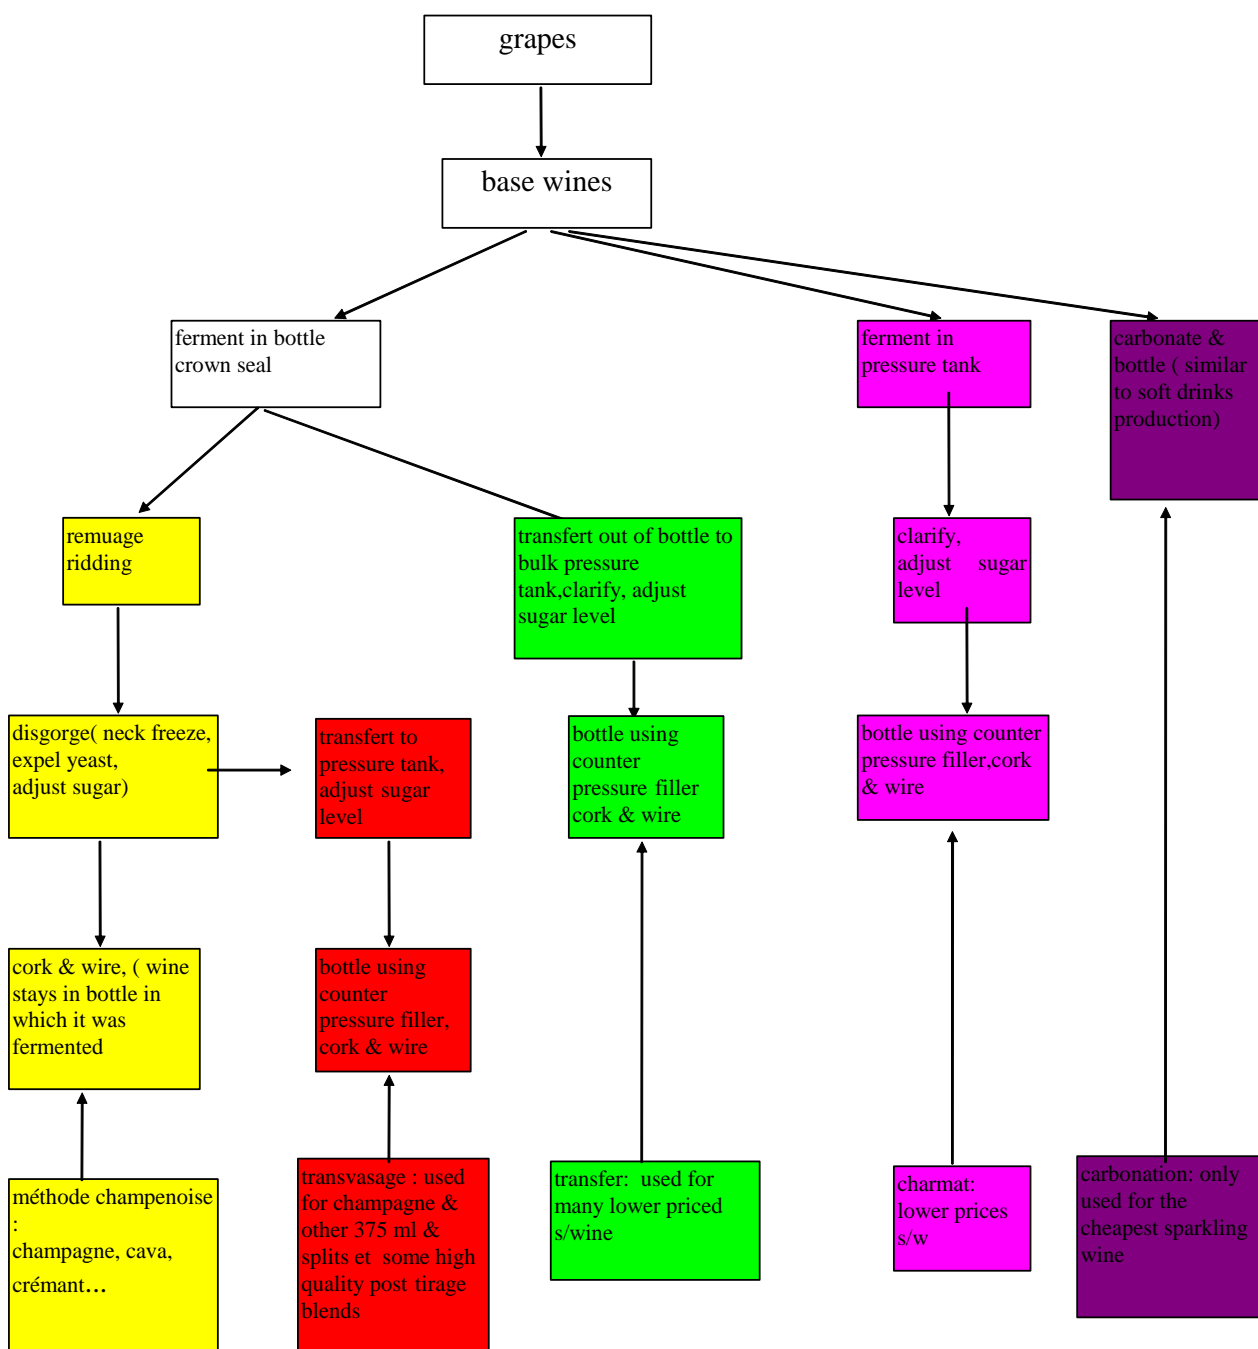 grapes
base wines
ferment in bottle
crown seal
ferment in
pressure tank
carbonate &
bottle ( similar
to soft drinks
production)
remuage
ridding
transfert out of bottle to
bulk pressure
tank,clarify, adjust
sugar level
clarify,
adjust sugar
level
disgorge( neck freeze,
expel yeast,
adjust sugar)
transfert to
pressure tank,
adjust sugar
level
bottle using
counter
pressure filler
cork & wire
bottle using counter
pressure filler,cork
& wire
cork & wire, ( wine
stays in bottle in
which it was
fermented
bottle using
counter
pressure filler,
cork & wire
méthode champenoise
:
champagne, cava,
crémant...
transvasage : used
for champagne &
other 375 ml &
splits et some high
quality post tirage
blends
transfer: used for
many lower priced
s/wine
charmat:
lower prices
s/w
carbonation: only
used for the
cheapest sparkling
wine